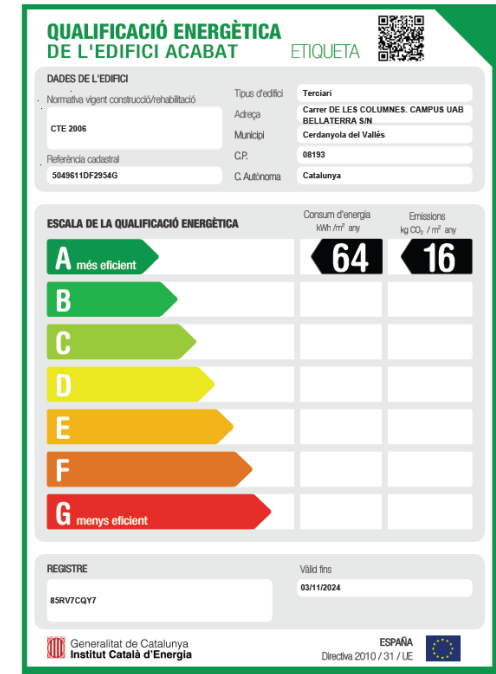 QUALIFICACIÓ ENERGÈTICA
DE L'EDIFICI ACABAT
ETIQUETA
DADES DE L'EDIFICI
Normativa vigent construcció/rehabilitació
CTE 2006
Referència cadastral
5049611DF2954G
Tipus d'edifici
Terciari
Adreça
Carrer DE LES COLUMNES. CAMPUS UAB
BELLATERRA S/N
Municipi
Cerdanyola del Vallès
C.P.
08193
C. Autònoma
Catalunya
ESCALA DE LA QUALIFICACIÓ ENERGÈTICA
Consum d'energia
kWh /m² any
Emissions
kg CO₂ / m² any
A més eficient
64
16
B
C
D
E
F
G menys eficient
REGISTRE
85RV7CQY7
Vàlid fins
03/11/2024
Generalitat de Catalunya
Institut Català d'Energia
ESPAÑA
Directiva 2010 / 31 / UE